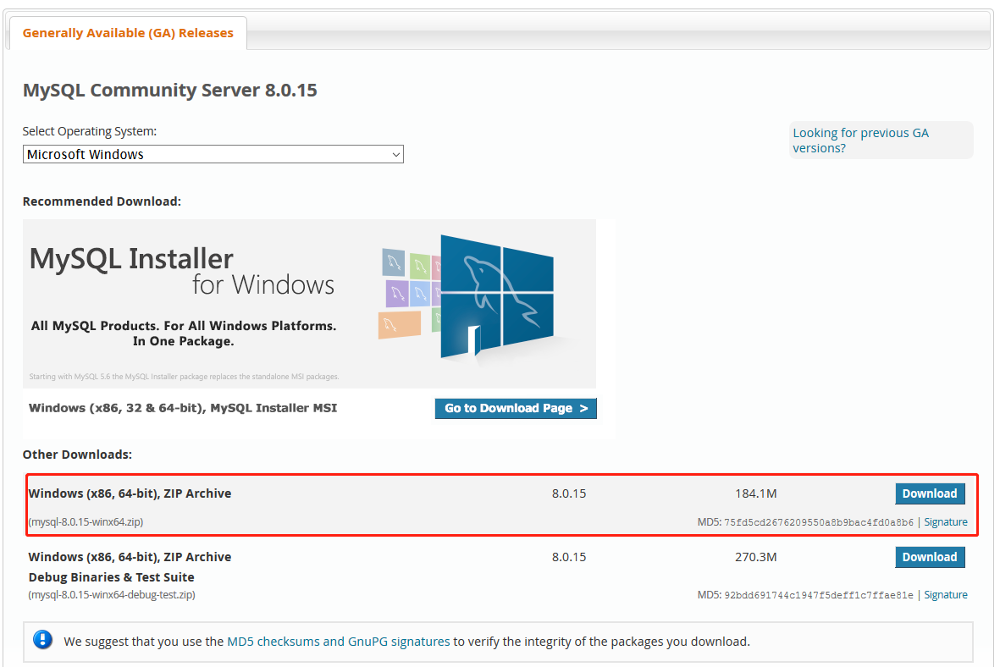 Generally Available (GA) Releases
MySQL Community Server 8.0.15
Select Operating System:
Looking for previous GA
versions?
Microsoft Windows
Recommended Download:
MySQL Installer
for Windows
All MySQL Products. For All Windows Platforms.
In One Package.
Starting with MySQL 5.6 the MySQL Installer package replaces the standalone MSI packages.
Windows (x86, 32 & 64-bit), MySQL Installer MSI
Go to Download Page >
Other Downloads:
Windows (x86, 64-bit), ZIP Archive 8.0.15 184.1M Download
(mysql-8.0.15-winx64.zip) MD5: 75fd5cd2676209550a8b9bac4fd0a8b6 | Signature
Windows (x86, 64-bit), ZIP Archive 8.0.15 270.3M Download
Debug Binaries & Test Suite
(mysql-8.0.15-winx64-debug-test.zip) MD5: 92bdd691744c1947f5deff1c7ffae81e | Signature
We suggest that you use the MD5 checksums and GnuPG signatures to verify the integrity of the packages you download.